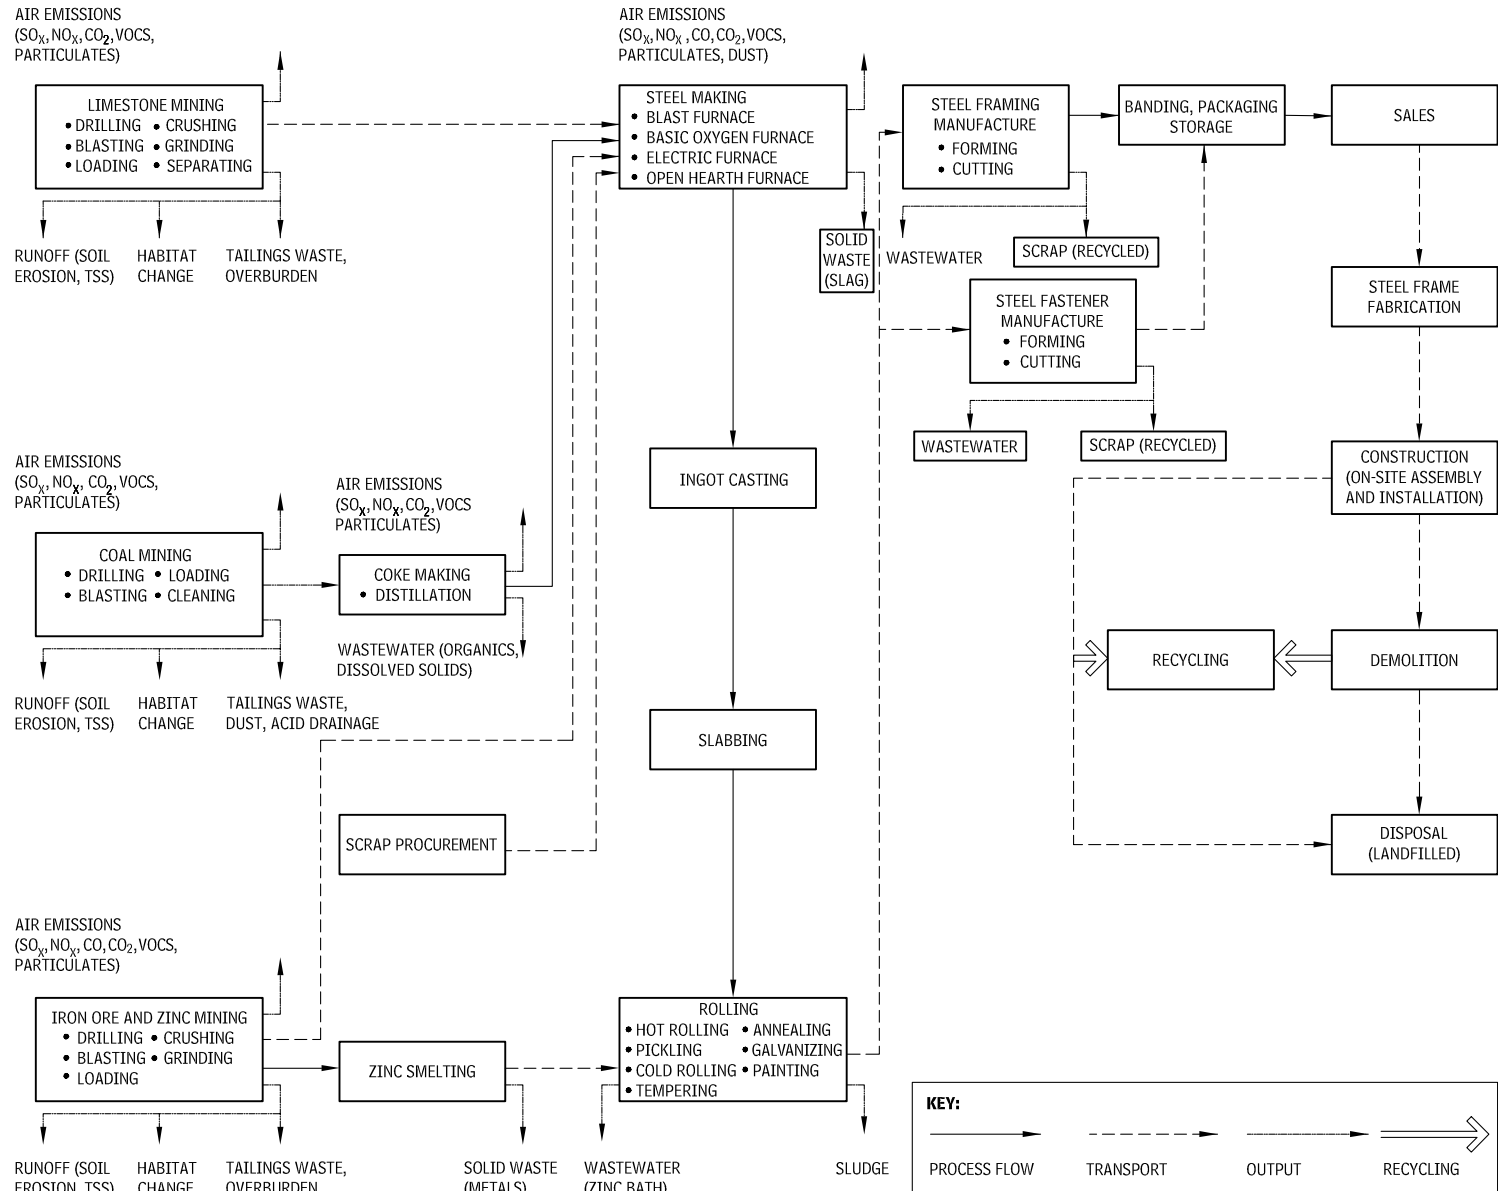 AIR EMISSIONS
(SOX, NOX, CO2, VOCS,
PARTICULATES)
LIMESTONE MINING
• DRILLING • CRUSHING
• BLASTING • GRINDING
• LOADING • SEPARATING
RUNOFF (SOIL
EROSION, TSS)
HABITAT
CHANGE
TAILINGS WASTE,
OVERBURDEN
AIR EMISSIONS
(SOX, NOX, CO, CO2, VOCS,
PARTICULATES, DUST)
STEEL MAKING
• BLAST FURNACE
• BASIC OXYGEN FURNACE
• ELECTRIC FURNACE
• OPEN HEARTH FURNACE
SOLID
WASTE
(SLAG)
STEEL FRAMING
MANUFACTURE
• FORMING
• CUTTING
WASTEWATER
SCRAP (RECYCLED)
BANDING, PACKAGING
STORAGE
SALES
STEEL FASTENER
MANUFACTURE
• FORMING
• CUTTING
WASTEWATER
SCRAP (RECYCLED)
STEEL FRAME
FABRICATION
CONSTRUCTION
(ON-SITE ASSEMBLY
AND INSTALLATION)
RECYCLING
DEMOLITION
DISPOSAL
(LANDFILLED)
AIR EMISSIONS
(SOX, NOX, CO2, VOCS,
PARTICULATES)
COAL MINING
• DRILLING • LOADING
• BLASTING • CLEANING
RUNOFF (SOIL
EROSION, TSS)
HABITAT
CHANGE
TAILINGS WASTE,
DUST, ACID DRAINAGE
AIR EMISSIONS
(SOX, NOX, CO2, VOCS
PARTICULATES)
COKE MAKING
• DISTILLATION
WASTEWATER (ORGANICS,
DISSOLVED SOLIDS)
INGOT CASTING
SLABBING
SCRAP PROCUREMENT
AIR EMISSIONS
(SOX, NOX, CO, CO2, VOCS,
PARTICULATES)
IRON ORE AND ZINC MINING
• DRILLING • CRUSHING
• BLASTING • GRINDING
• LOADING
RUNOFF (SOIL
EROSION, TSS)
HABITAT
CHANGE
TAILINGS WASTE,
OVERBURDEN
ZINC SMELTING
SOLID WASTE
(METALS)
ROLLING
• HOT ROLLING • ANNEALING
• PICKLING • GALVANIZING
• COLD ROLLING • PAINTING
• TEMPERING
WASTEWATER
(ZINC BATH)
SLUDGE
KEY:
PROCESS FLOW TRANSPORT OUTPUT RECYCLING